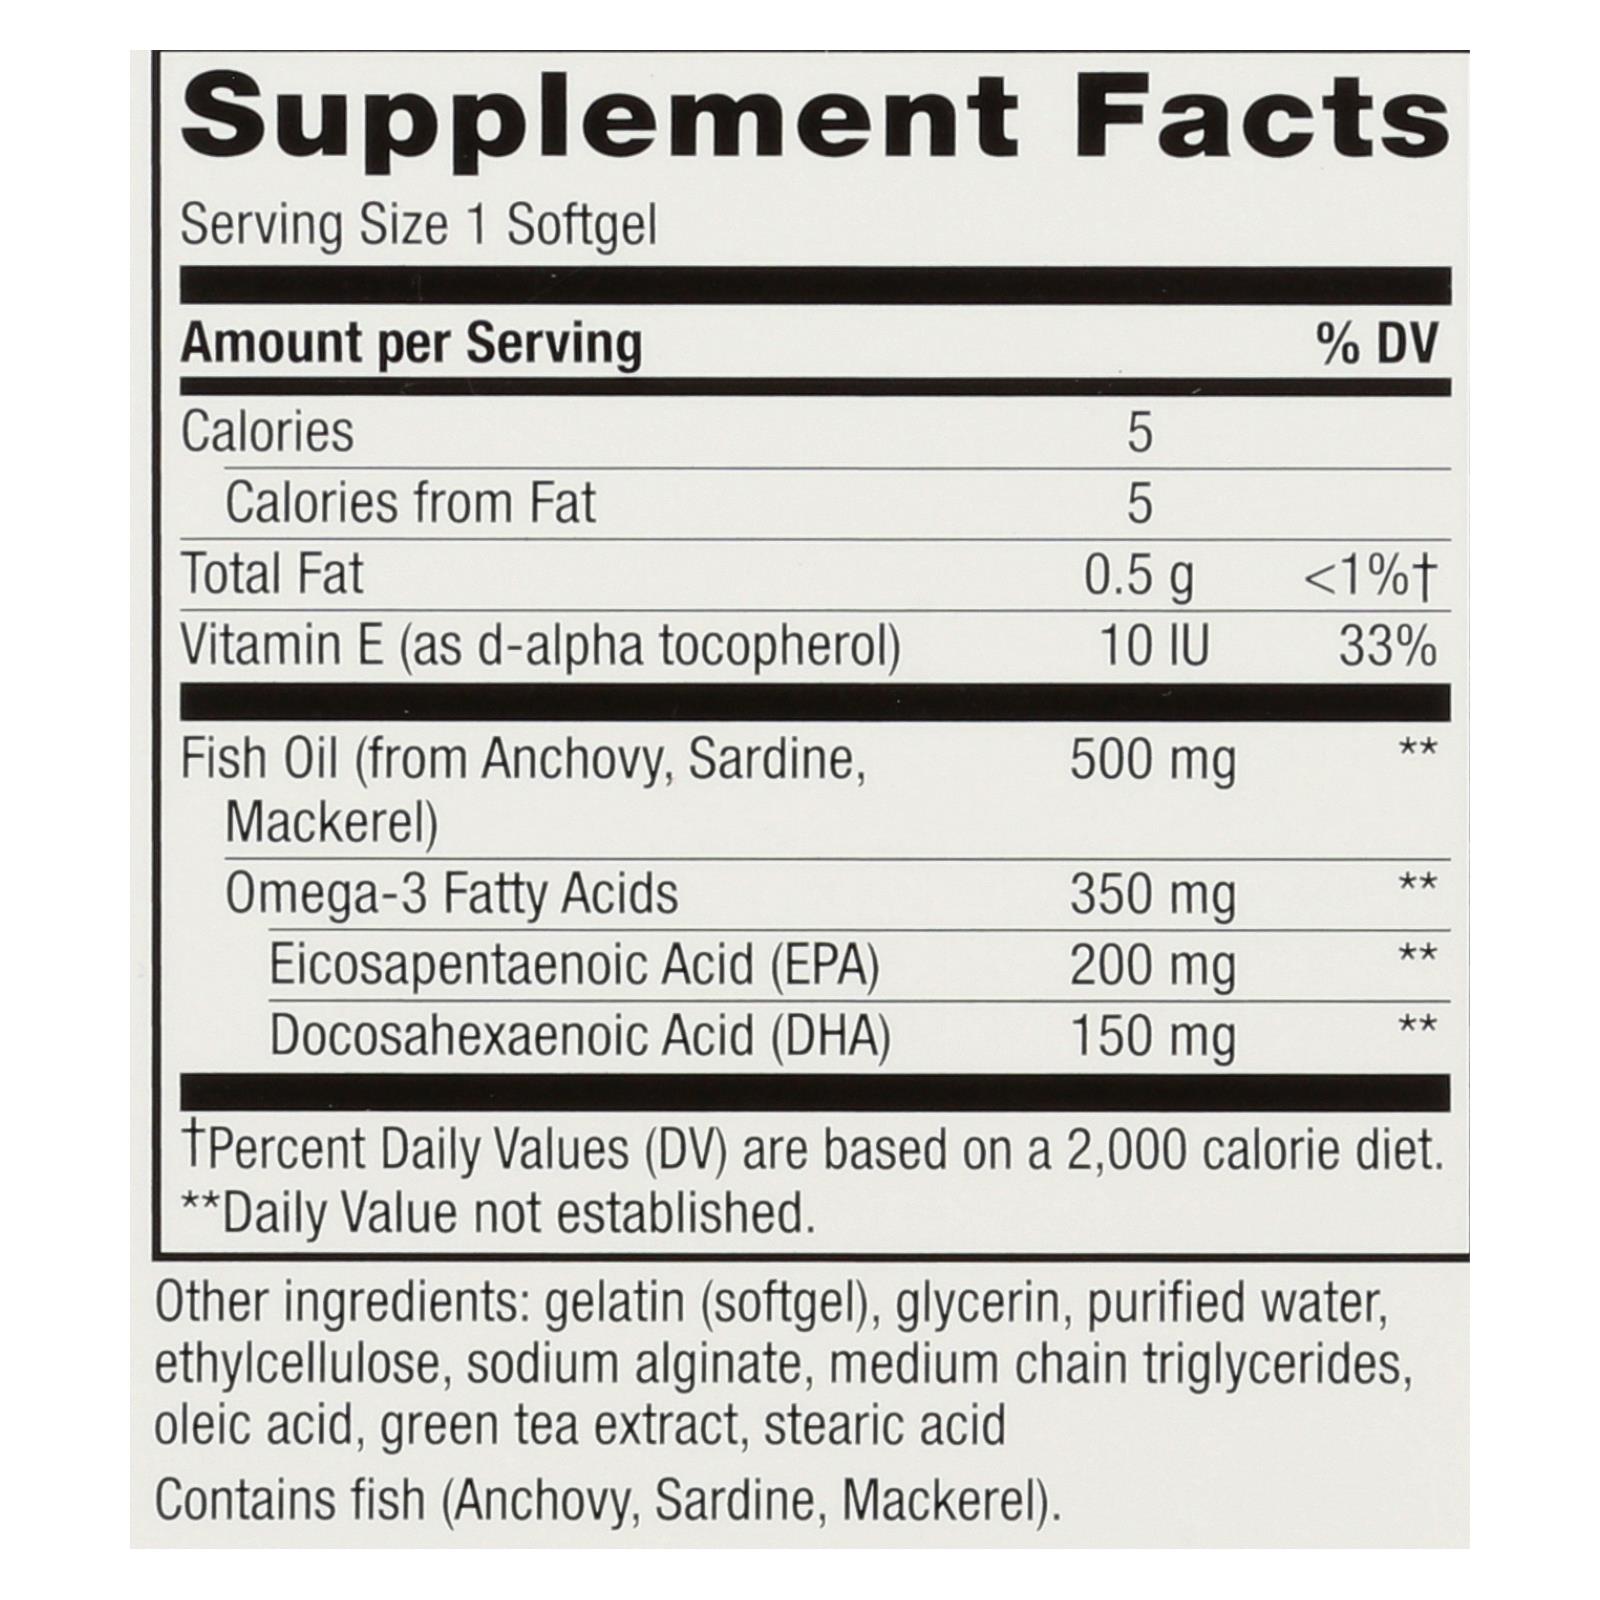 Supplement Facts
Serving Size 1 Softgel
Amount per Serving % DV
Calories 5
Calories from Fat 5
Total Fat 0.5 g <1%†
Vitamin E (as d-alpha tocopherol) 10 IU 33%
Fish Oil (from Anchovy, Sardine, 500 mg **
Mackerel)
Omega-3 Fatty Acids 350 mg **
Eicosapentaenoic Acid (EPA) 200 mg **
Docosahexaenoic Acid (DHA) 150 mg **
†Percent Daily Values (DV) are based on a 2,000 calorie diet.
**Daily Value not established.
Other ingredients: gelatin (softgel), glycerin, purified water,
ethylcellulose, sodium alginate, medium chain triglycerides,
oleic acid, green tea extract, stearic acid
Contains fish (Anchovy, Sardine, Mackerel).